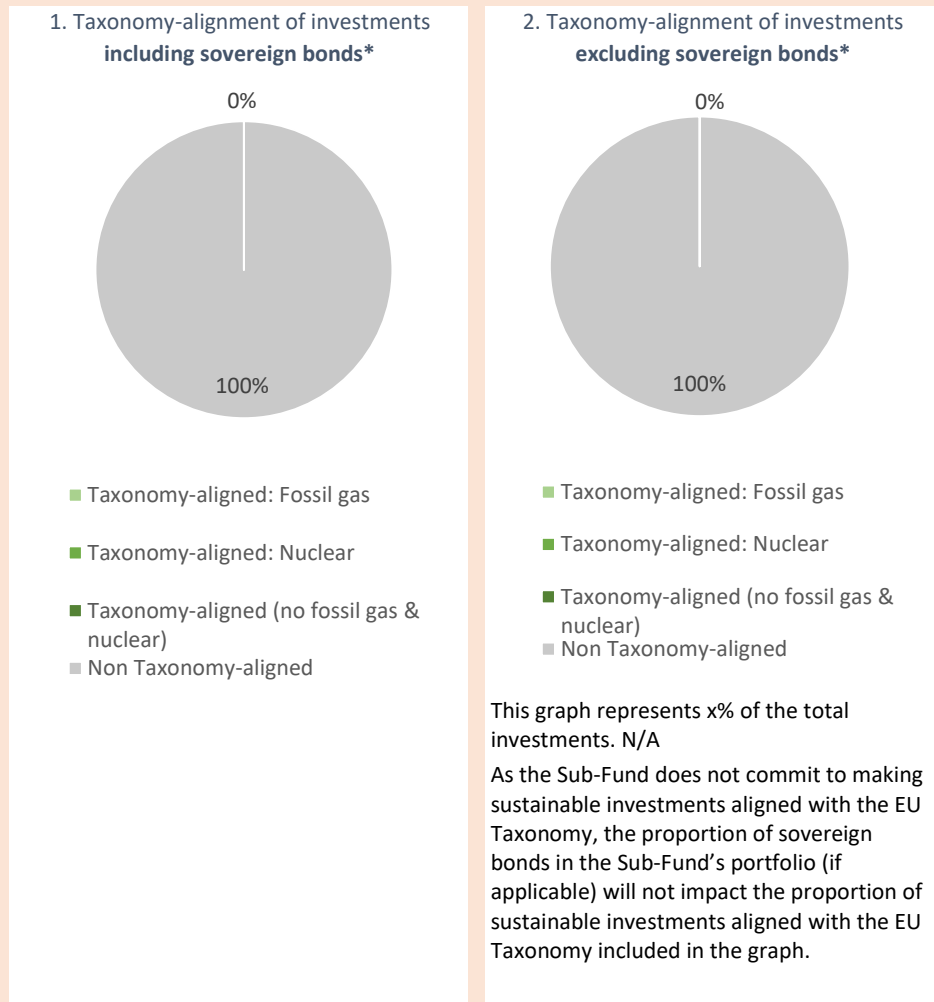 1. Taxonomy-alignment of investments
including sovereign bonds*
0%
100%
Taxonomy-aligned: Fossil gas
Taxonomy-aligned: Nuclear
Taxonomy-aligned (no fossil gas &
nuclear)
Non Taxonomy-aligned
2. Taxonomy-alignment of investments
excluding sovereign bonds*
0%
100%
Taxonomy-aligned: Fossil gas
Taxonomy-aligned: Nuclear
Taxonomy-aligned (no fossil gas &
nuclear)
Non Taxonomy-aligned
This graph represents x% of the total
investments. N/A
As the Sub-Fund does not commit to making
sustainable investments aligned with the EU
Taxonomy, the proportion of sovereign
bonds in the Sub-Fund’s portfolio (if
applicable) will not impact the proportion of
sustainable investments aligned with the EU
Taxonomy included in the graph.